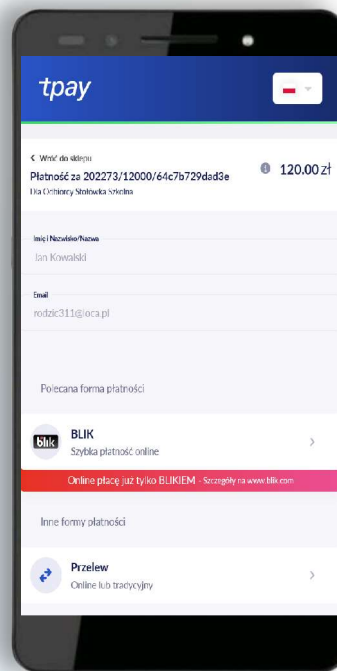 tpay
Wróć do sklepu
Płatność za 202273/12000/64c7b729dad3e
120.00 zł
Dla Odbiorcy Stołówka Szkolna
Imię i Nazwisko/Nazwa
Jan Kowalski
Email
rodzic311@loca.pl
Polecana forma płatności
blik
BLIK
Szybka płatność online
Online płacę już tylko BLIKIEM - Szczegóły na www.blik.com
Inne formy płatności
Przelew
Online lub tradycyjny